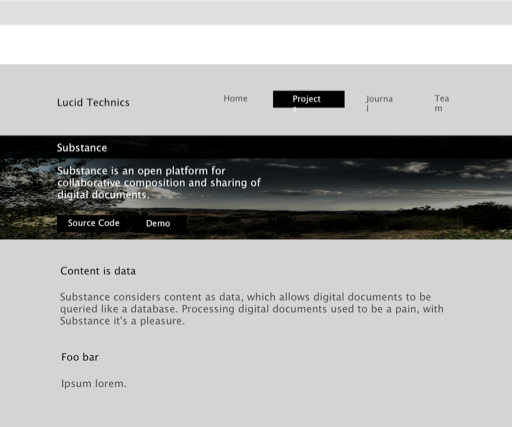 Lucid Technics
Home
Project
s
Journa
l
Tea
m
Substance
Substance is an open platform for
collaborative composition and sharing of
digital documents.
Source Code
Demo
Content is data
Substance considers content as data, which allows digital documents to be
queried like a database. Processing digital documents used to be a pain, with
Substance it's a pleasure.
Foo bar
Ipsum lorem.